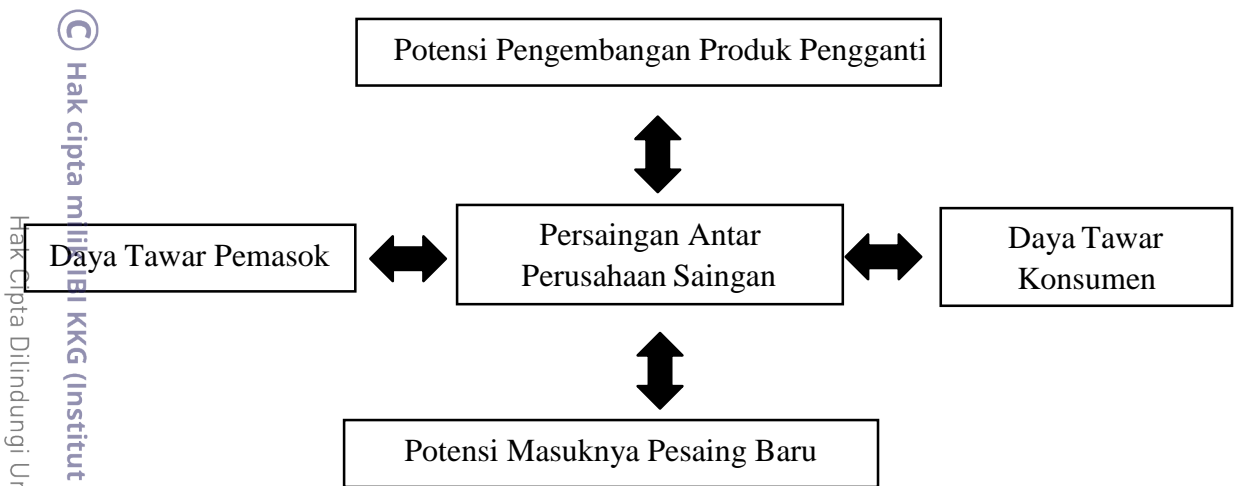 Potensi Pengembangan Produk Pengganti
Daya Tawar Pemasok
Persaingan Antar
Perusahaan Saingan
Daya Tawar
Konsumen
Potensi Masuknya Pesaing Baru
© Hak cipta milik IBI KKG (Institut
Hak Cipta Dilindungi